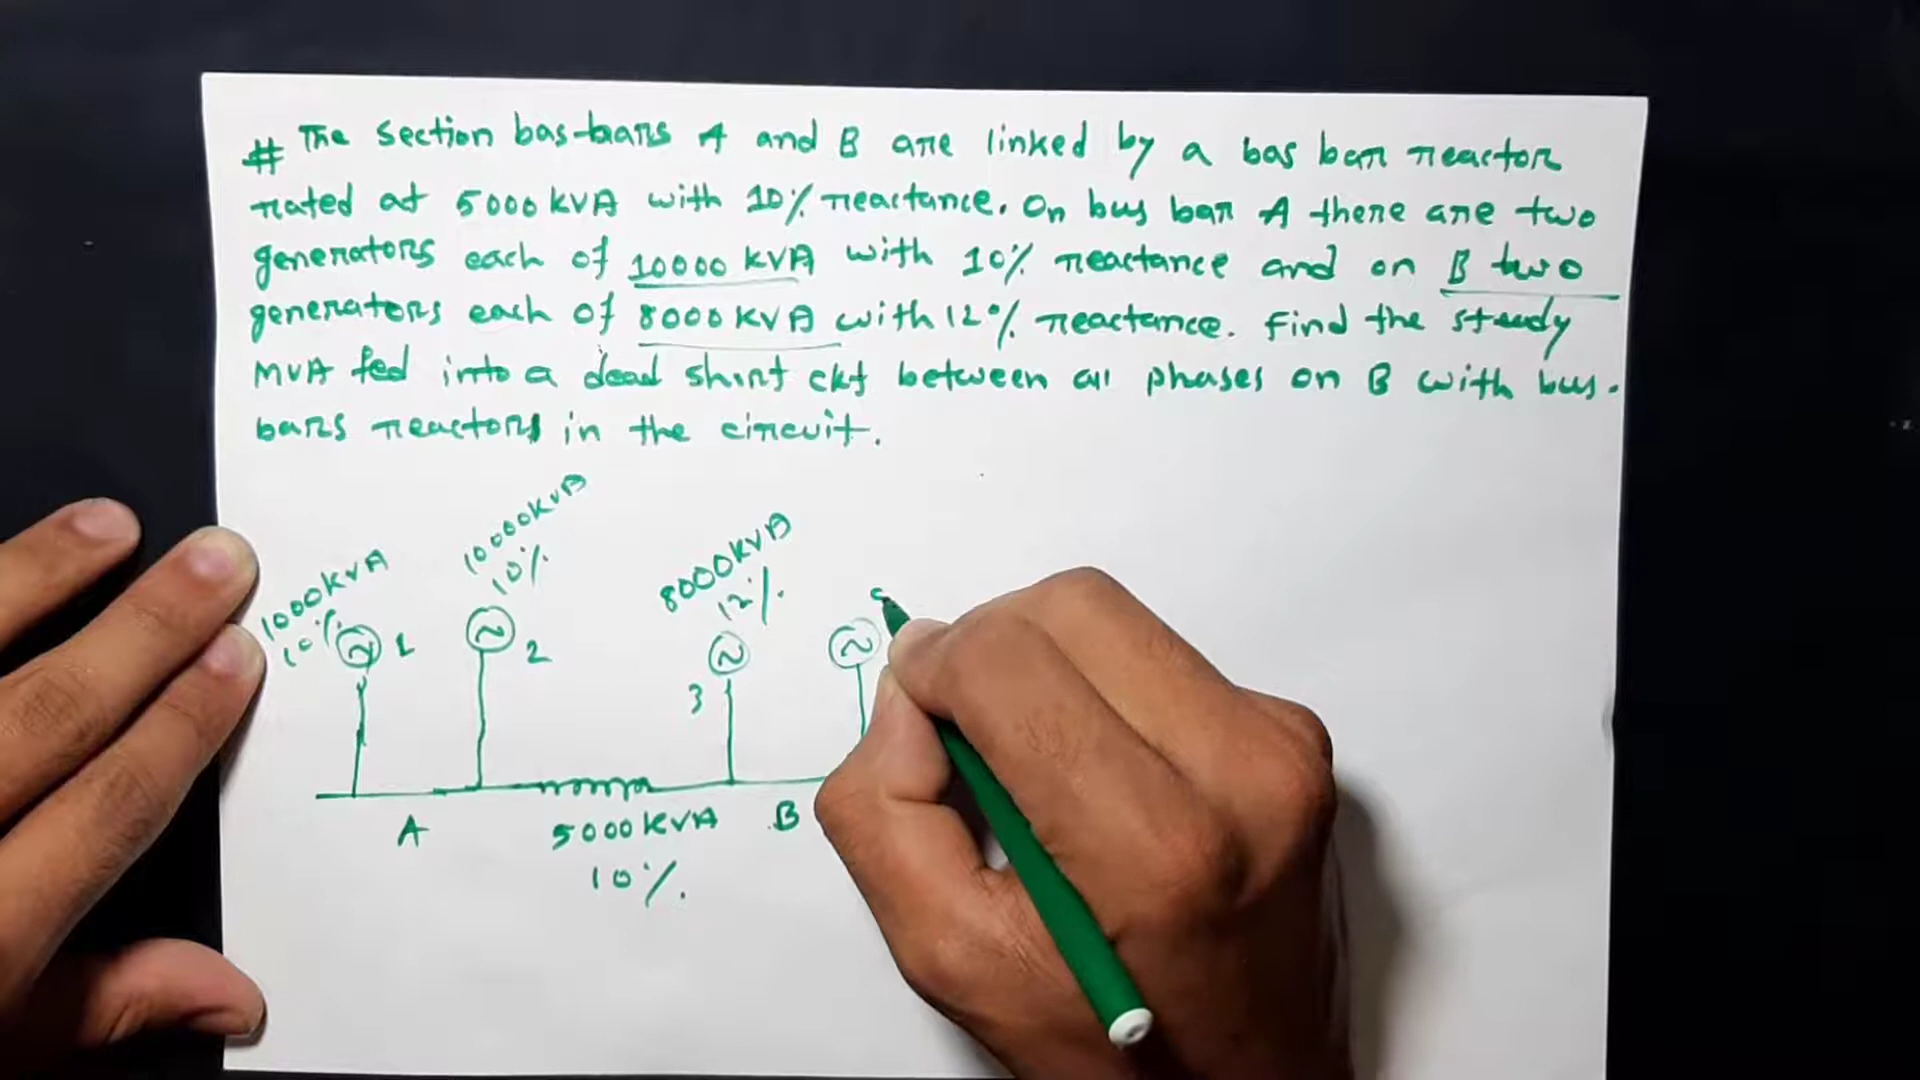 # The section bas-bars A and B are linked by a bas bar reactor
rated at 5000 KVA with 10% reactance. On bus bar A there are two
generators each of 10000 KVA with 10% reactance and on B two
generators each of 8000 KVA with 12% reactance. Find the steady
MVA fed into a dead short ckt between all phases on B with bus.
bars reactors in the circuit.
1000KVA
10%
1
10000KVA
10%
2
8000KVA
12%
3
A
5000KVA
10%
B